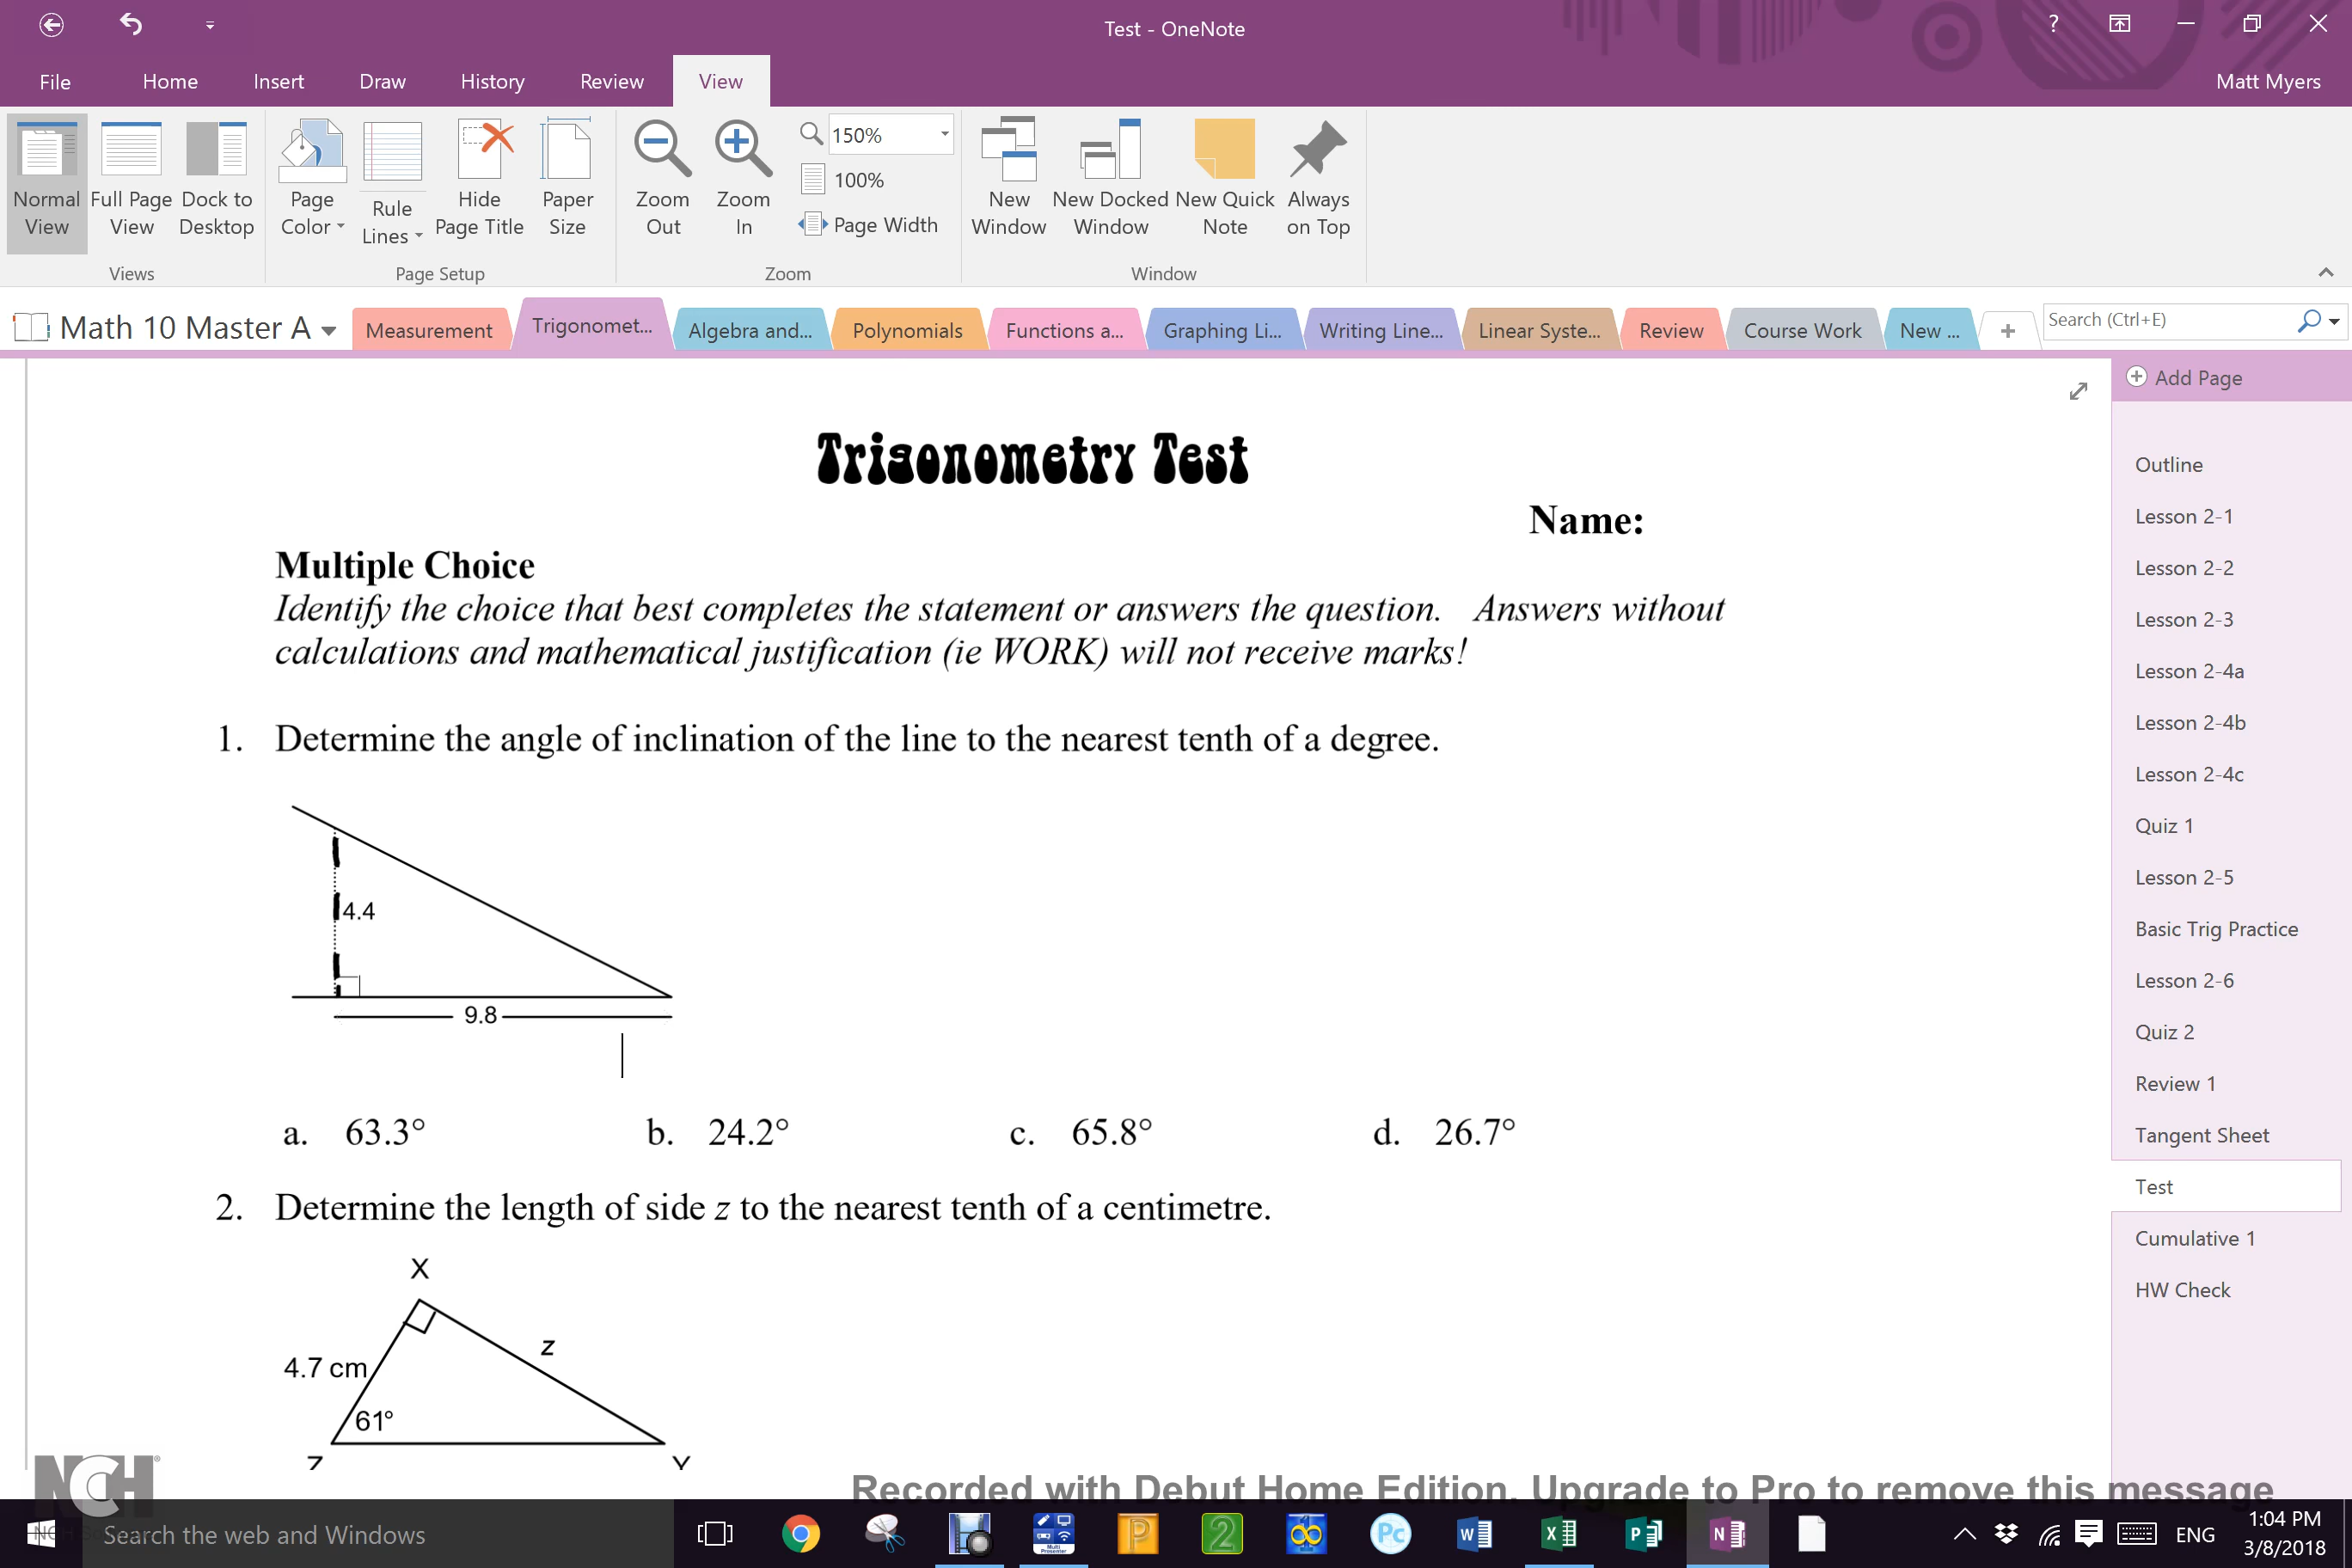 Test - OneNote
?
File
Home
Insert
Draw
History
Review
View
Matt Myers
Normal View
Full Page View
Dock to Desktop
Page Color
Rule Lines
Hide Page Title
Paper Size
Zoom Out
Zoom In
150%
100%
Page Width
New Window
New Docked Window
New Quick Note
Always on Top
Views
Page Setup
Zoom
Window
Math 10 Master A
Measurement
Trigonomet...
Algebra and...
Polynomials
Functions a...
Graphing Li...
Writing Line...
Linear Syste...
Review
Course Work
New ...
+
Search (Ctrl+E)
Add Page
Outline
Lesson 2-1
Lesson 2-2
Lesson 2-3
Lesson 2-4a
Lesson 2-4b
Lesson 2-4c
Quiz 1
Lesson 2-5
Basic Trig Practice
Lesson 2-6
Quiz 2
Review 1
Tangent Sheet
Test
Cumulative 1
HW Check
Trigonometry Test
Name:
Multiple Choice
Identify the choice that best completes the statement or answers the question. Answers without
calculations and mathematical justification (ie WORK) will not receive marks!
1. Determine the angle of inclination of the line to the nearest tenth of a degree.
4.4
9.8
a. 63.3° b. 24.2° c. 65.8° d. 26.7°
2. Determine the length of side z to the nearest tenth of a centimetre.
X
z
4.7 cm
61°
Z
Y
NCH
Recorded with Debut Home Edition. Upgrade to Pro to remove this message
Search the web and Windows
ENG
1:04 PM
3/8/2018